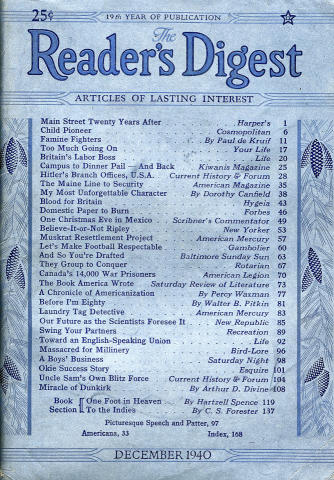 25¢
19th YEAR OF PUBLICATION
The
Reader's Digest
ARTICLES OF LASTING INTEREST
Main Street Twenty Years After . . . Harper's 1
Child Pioneer . . . Cosmopolitan 6
Famine Fighters . . . By Paul de Kruif 11
Too Much Going On . . . Your Life 17
Britain's Labor Boss . . . Life 20
Campus to Dinner Pail — And Back Kiwanis Magazine 25
Hitler's Branch Offices, U.S.A. Current History & Forum 28
The Maine Line to Security . American Magazine 35
My Most Unforgettable Character By Dorothy Canfield 38
Blood for Britain . . . Hygeia 43
Domestic Paper to Burn . . . Forbes 46
One Christmas Eve in Mexico . Scribner's Commentator 49
Believe-It-or-Not Ripley . . . New Yorker 53
Muskrat Resettlement Project . American Mercury 57
Let's Make Football Respectable . . Gambolier 60
And So You're Drafted . . . Baltimore Sunday Sun 63
They Group to Conquer . . . Rotarian 67
Canada's 14,000 War Prisoners . American Legion 70
The Book America Wrote Saturday Review of Literature 73
A Chronicle of Americanization . By Percy Waxman 77
Before I'm Eighty . . . By Walter B. Pitkin 81
Laundry Tag Detective . . . American Mercury 83
Our Future as the Scientists Foresee It . New Republic 85
Swing Your Partners . . . Recreation 89
Toward an English-Speaking Union . . Life 92
Massacred for Millinery . . . Bird-Lore 96
A Boys' Business . . . Saturday Night 98
Okie Success Story . . . Esquire 101
Uncle Sam's Own Blitz Force . Current History & Forum 104
Miracle of Dunkirk . . . By Arthur D. Divine 108
Book { One Foot in Heaven . By Hartzell Spence 119
Section { To the Indies . . By C. S. Forester 137
Picturesque Speech and Patter, 97
Americana, 33 Index, 168
DECEMBER 1940